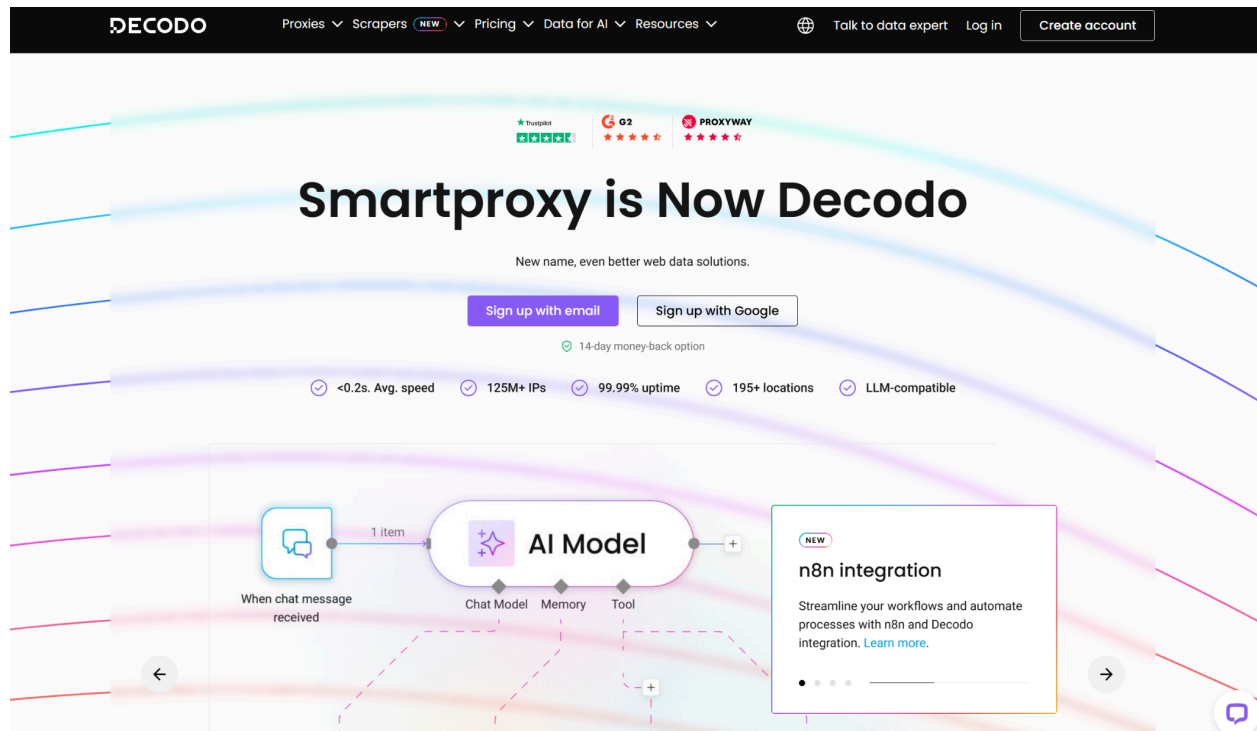 DECODO
Proxies Scrapers NEW Pricing Data for AI Resources Talk to data expert Log in Create account
Trustpilot G2 PROXYWAY
Smartproxy is Now Decodo
New name, even better web data solutions.
Sign up with email Sign up with Google
14-day money-back option
<0.2s. Avg. speed 125M+ IPs 99.99% uptime 195+ locations LLM-compatible
1 item
AI Model
When chat message
received
Chat Model Memory Tool
NEW
n8n integration
Streamline your workflows and automate
processes with n8n and Decodo
integration. Learn more.